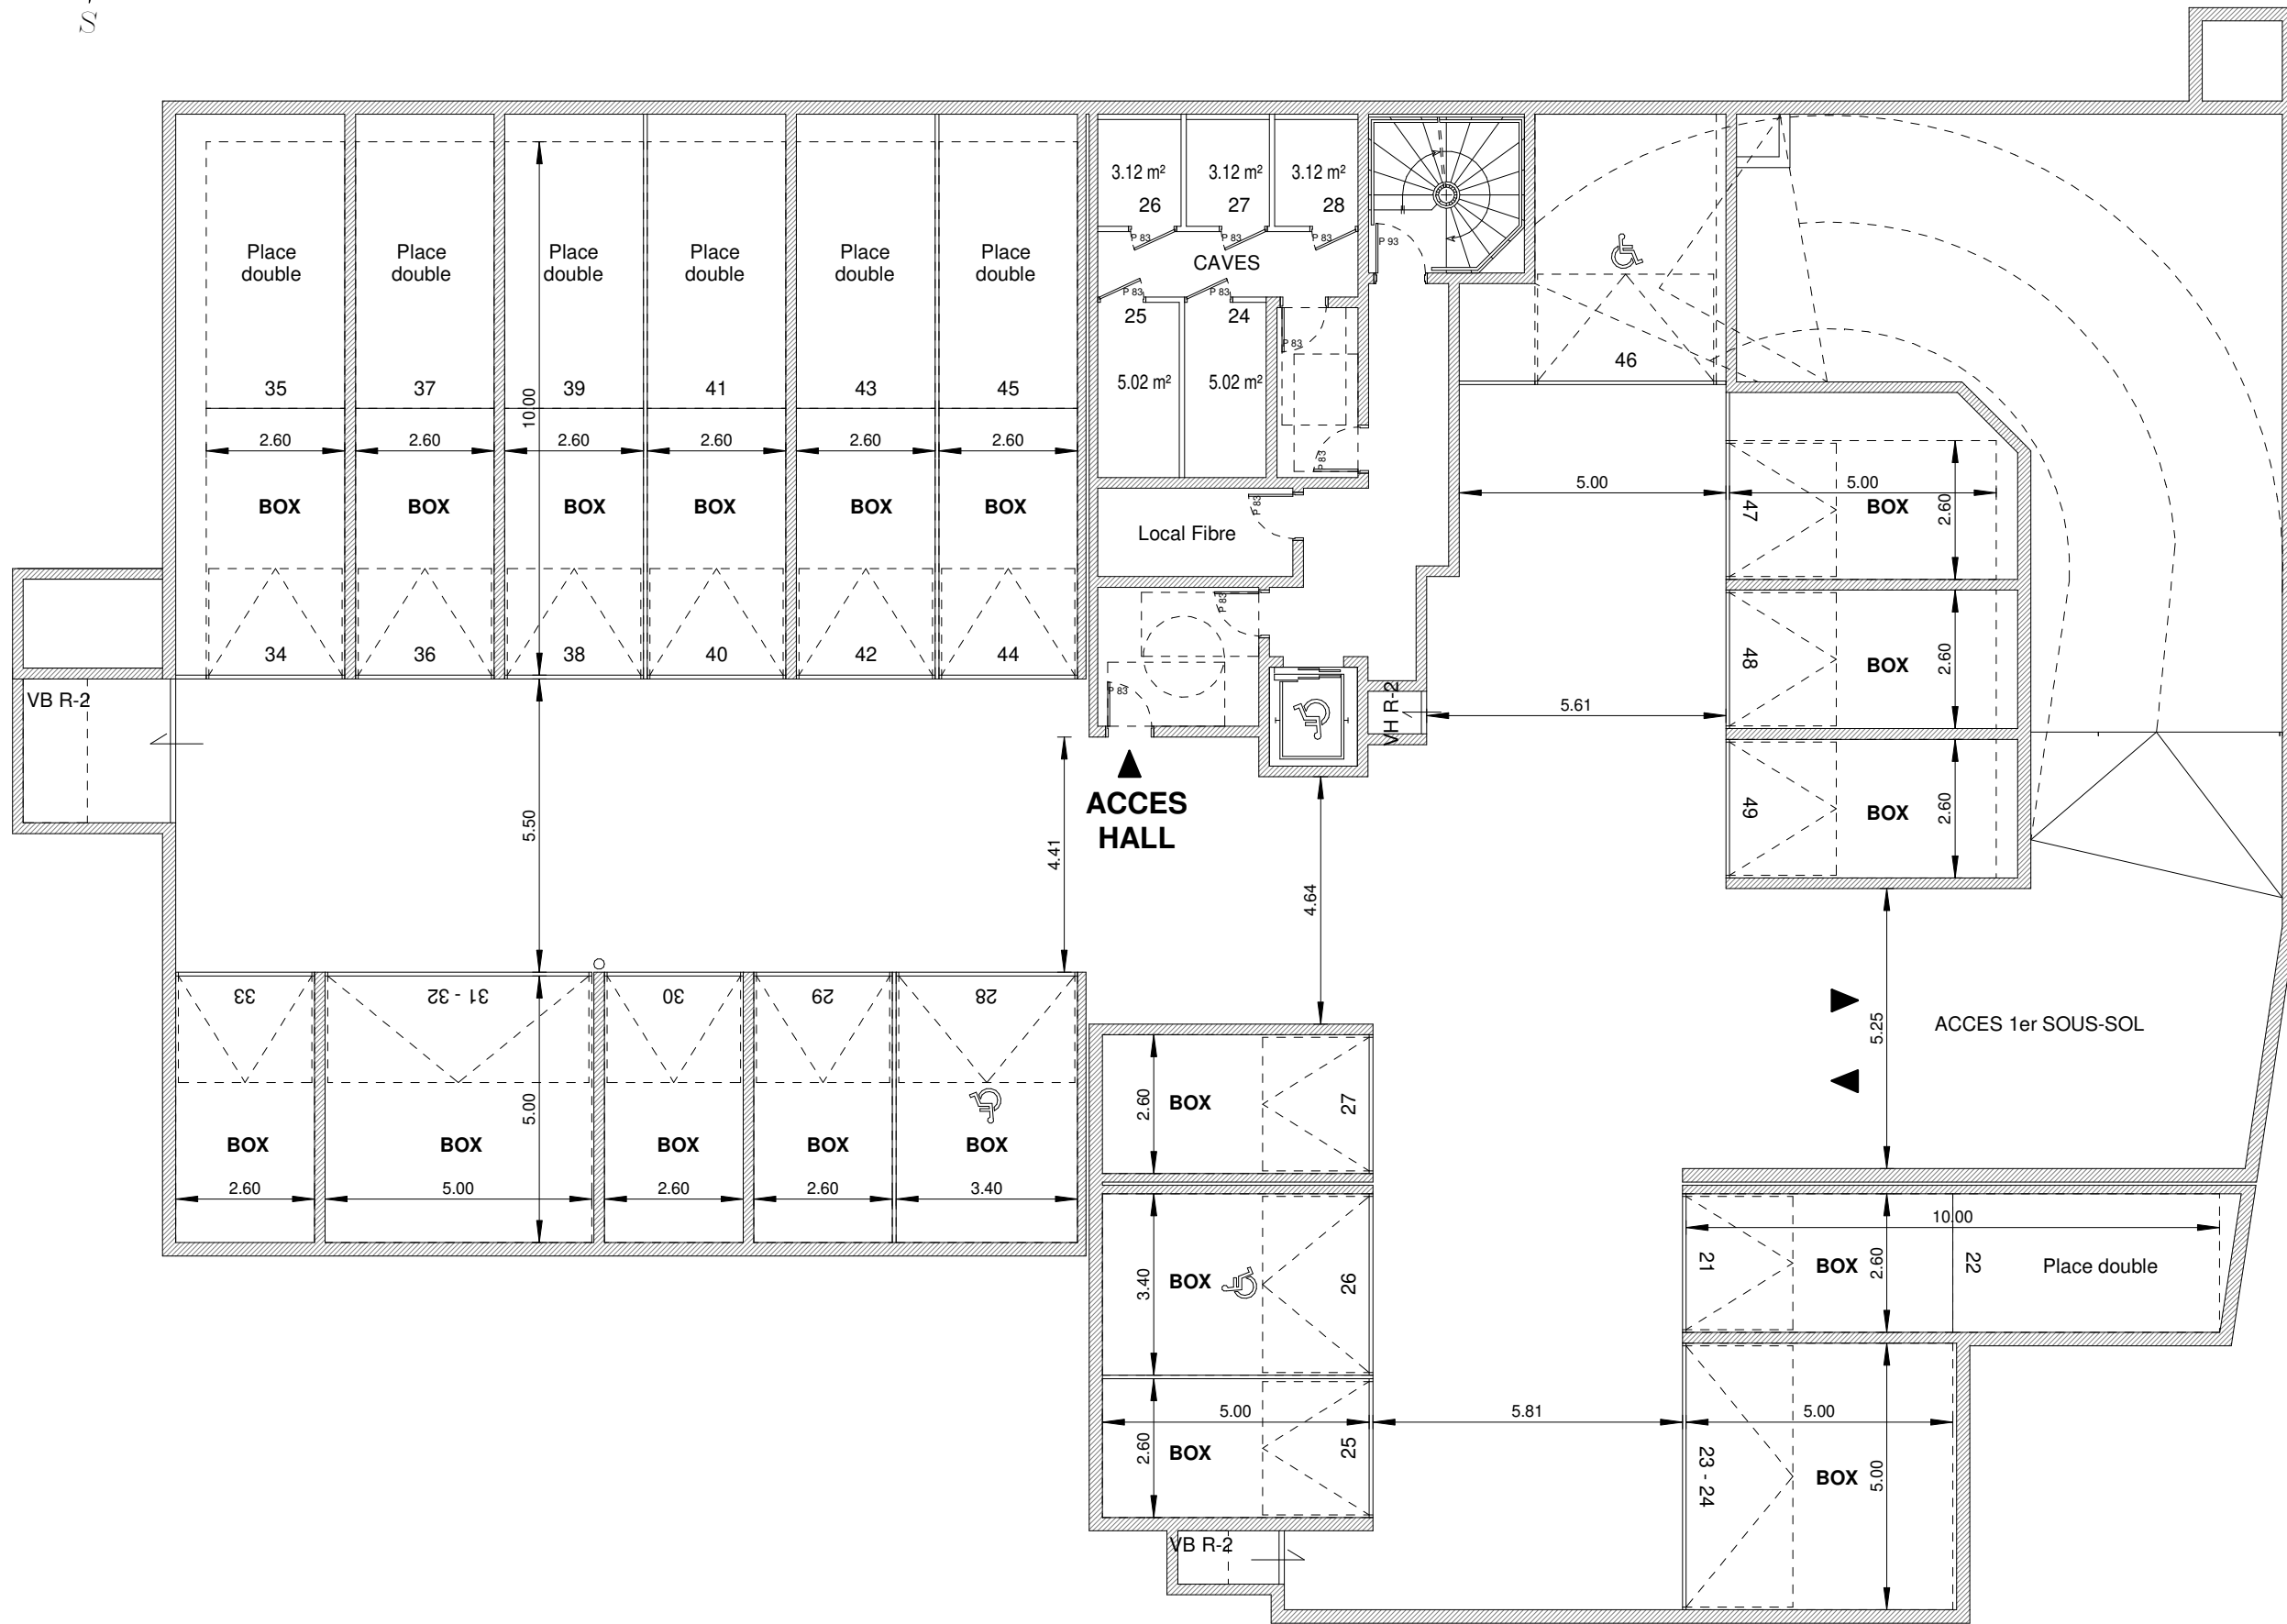 S
3.12 m²
3.12 m²
3.12 m²
26
27
28
P 83
P 83
P 83
P 93
CAVES
Place
double
Place
double
Place
double
Place
double
Place
double
Place
double
P 83
P 83
25
24
P 83
46
35
37
39
41
43
45
5.02 m²
5.02 m²
10.00
2.60
2.60
2.60
2.60
2.60
2.60
P 83
5.00
5.00
BOX
BOX
BOX
BOX
BOX
BOX
P 83
Local Fibre
47
BOX
2.60
P 83
34
36
38
40
42
44
48
BOX
2.60
VB R-2
P 83
VH R-2
5.61
ACCES
HALL
5.50
4.41
4.64
49
BOX
2.60
33
31 - 32
30
29
28
5.25
ACCES 1er SOUS-SOL
5.00
BOX
BOX
BOX
BOX
BOX
2.60
5.00
2.60
2.60
3.40
2.60
BOX
27
3.40
BOX
26
10.00
21
BOX
2.60
22
Place double
5.00
5.81
5.00
2.60
BOX
25
23 - 24
BOX
5.00
VB R-2